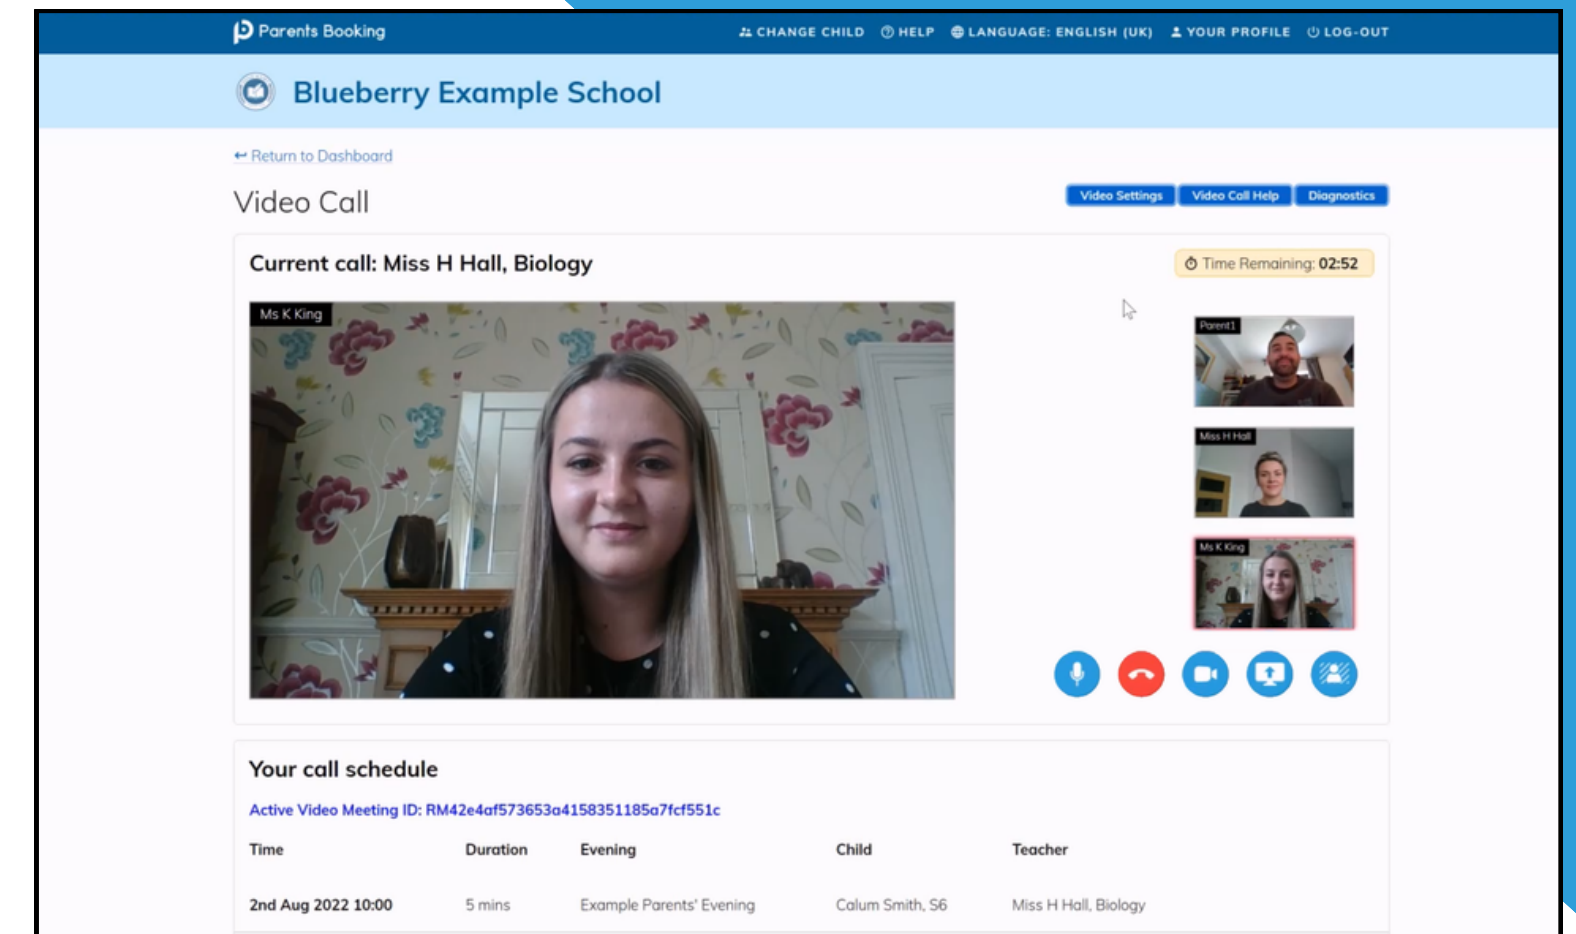 Parents Booking
CHANGE CHILD HELP LANGUAGE: ENGLISH (UK) YOUR PROFILE LOG-OUT
Blueberry Example School
Return to Dashboard
Video Call
Video Settings Video Call Help Diagnostics
Current call: Miss H Hall, Biology
Time Remaining: 02:52
Ms K King
Parent1
Miss H Hall
Ms K King
Your call schedule
Active Video Meeting ID: RM42e4af573653a4158351185a7fcf551c
Time Duration Evening Child Teacher
2nd Aug 2022 10:00 5 mins Example Parents' Evening Calum Smith, S6 Miss H Hall, Biology